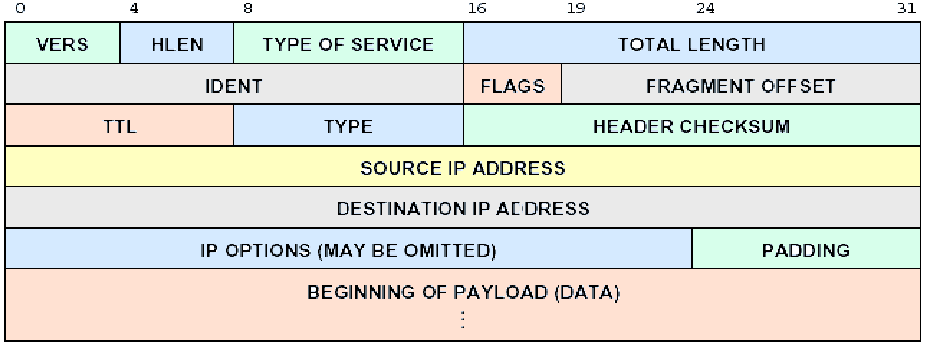 0 4 8 16 19 24 31
VERS HLEN TYPE OF SERVICE TOTAL LENGTH
IDENT FLAGS FRAGMENT OFFSET
TTL TYPE HEADER CHECKSUM
SOURCE IP ADDRESS
DESTINATION IP ADDRESS
IP OPTIONS (MAY BE OMITTED) PADDING
BEGINNING OF PAYLOAD (DATA)
⋮